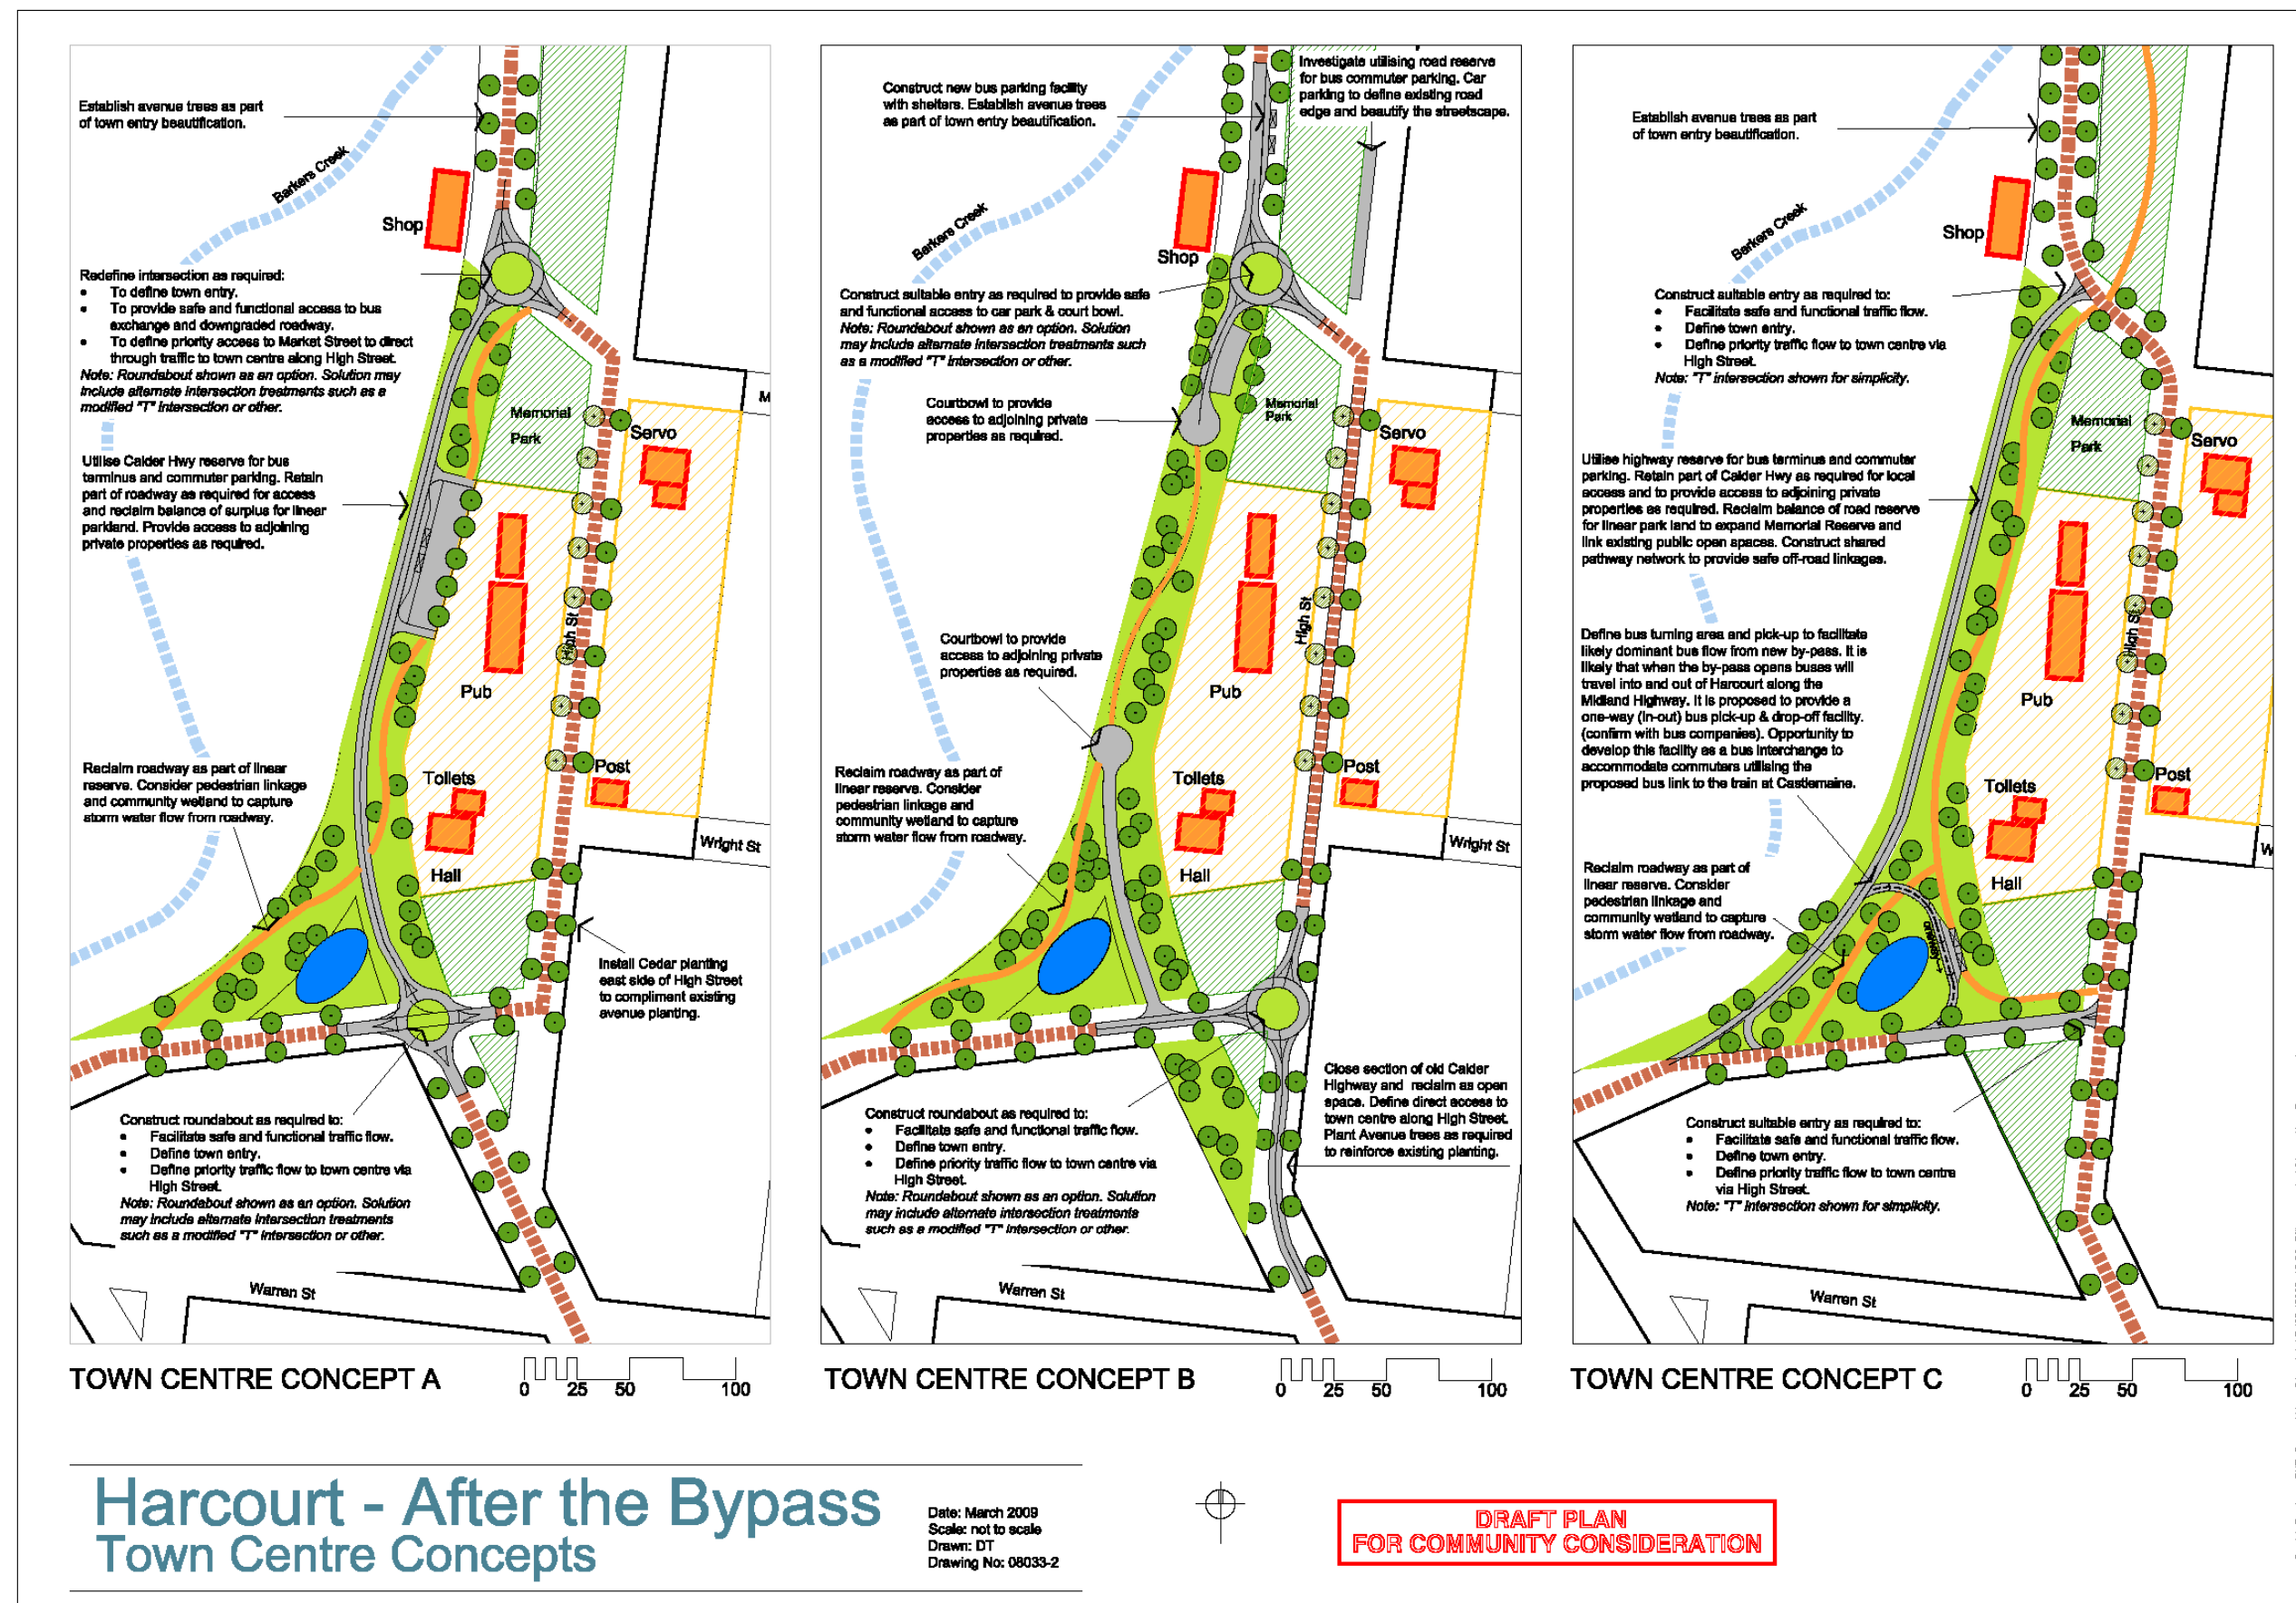 Establish avenue trees as part
of town entry beautification.
Barkers Creek
Shop
Redefine intersection as required:
• To define town entry.
• To provide safe and functional access to bus
exchange and downgraded roadway.
• To define priority access to Market Street to direct
through traffic to town centre along High Street.
Note: Roundabout shown as an option. Solution may
include alternate intersection treatments such as a
modified "T" intersection or other.
M
Memorial
Park
Servo
Utilise Calder Hwy reserve for bus
terminus and commuter parking. Retain
part of roadway as required for access
and reclaim balance of surplus for linear
parkland. Provide access to adjoining
private properties as required.
High St
Pub
Reclaim roadway as part of linear
reserve. Consider pedestrian linkage
and community wetland to capture
storm water flow from roadway.
Toilets
Post
Wright St
Hall
Install Cedar planting
east side of High Street
to compliment existing
avenue planting.
Construct roundabout as required to:
• Facilitate safe and functional traffic flow.
• Define town entry.
• Define priority traffic flow to town centre via
High Street.
Note: Roundabout shown as an option. Solution
may include alternate intersection treatments
such as a modified "T" intersection or other.
Warren St
TOWN CENTRE CONCEPT A
0 25 50 100
Construct new bus parking facility
with shelters. Establish avenue trees
as part of town entry beautification.
Investigate utilising road reserve
for bus commuter parking. Car
parking to define existing road
edge and beautify the streetscape.
Barkers Creek
Shop
Construct suitable entry as required to provide safe
and functional access to car park & court bowl.
Note: Roundabout shown as an option. Solution
may include alternate intersection treatments such
as a modified "T" intersection or other.
Courtbowl to provide
access to adjoining private
properties as required.
Memorial
Park
Servo
High St
Courtbowl to provide
access to adjoining private
properties as required.
Pub
Reclaim roadway as part of
linear reserve. Consider
pedestrian linkage and
community wetland to capture
storm water flow from roadway.
Toilets
Post
Wright St
Hall
Close section of old Calder
Highway and reclaim as open
space. Define direct access to
town centre along High Street.
Plant Avenue trees as required
to reinforce existing planting.
Construct roundabout as required to:
• Facilitate safe and functional traffic flow.
• Define town entry.
• Define priority traffic flow to town centre via
High Street.
Note: Roundabout shown as an option. Solution
may include alternate intersection treatments
such as a modified "T" intersection or other.
Warren St
TOWN CENTRE CONCEPT B
0 25 50 100
Establish avenue trees as part
of town entry beautification.
Barkers Creek
Shop
Construct suitable entry as required to:
• Facilitate safe and functional traffic flow.
• Define town entry.
• Define priority traffic flow to town centre via
High Street.
Note: "T" intersection shown for simplicity.
Memorial
Park
Servo
Utilise highway reserve for bus terminus and commuter
parking. Retain part of Calder Hwy as required for local
access and to provide access to adjoining private
properties as required. Reclaim balance of road reserve
for linear park land to expand Memorial Reserve and
link existing public open spaces. Construct shared
pathway network to provide safe off-road linkages.
High St
Define bus turning area and pick-up to facilitate
likely dominant bus flow from new by-pass. It is
likely that when the by-pass opens buses will
travel into and out of Harcourt along the
Midland Highway. It is proposed to provide a
one-way (in-out) bus pick-up & drop-off facility.
(confirm with bus companies). Opportunity to
develop this facility as a bus interchange to
accommodate commuters utilising the
proposed bus link to the train at Castlemaine.
Pub
Toilets
Post
W
Hall
Reclaim roadway as part of
linear reserve. Consider
pedestrian linkage and
community wetland to capture
storm water flow from roadway.
Construct suitable entry as required to:
• Facilitate safe and functional traffic flow.
• Define town entry.
• Define priority traffic flow to town centre
via High Street.
Note: "T" intersection shown for simplicity.
Warren St
TOWN CENTRE CONCEPT C
0 25 50 100
Harcourt - After the Bypass
Town Centre Concepts
Date: March 2009
Scale: not to scale
Drawn: DT
Drawing No: 08033-2
DRAFT PLAN
FOR COMMUNITY CONSIDERATION